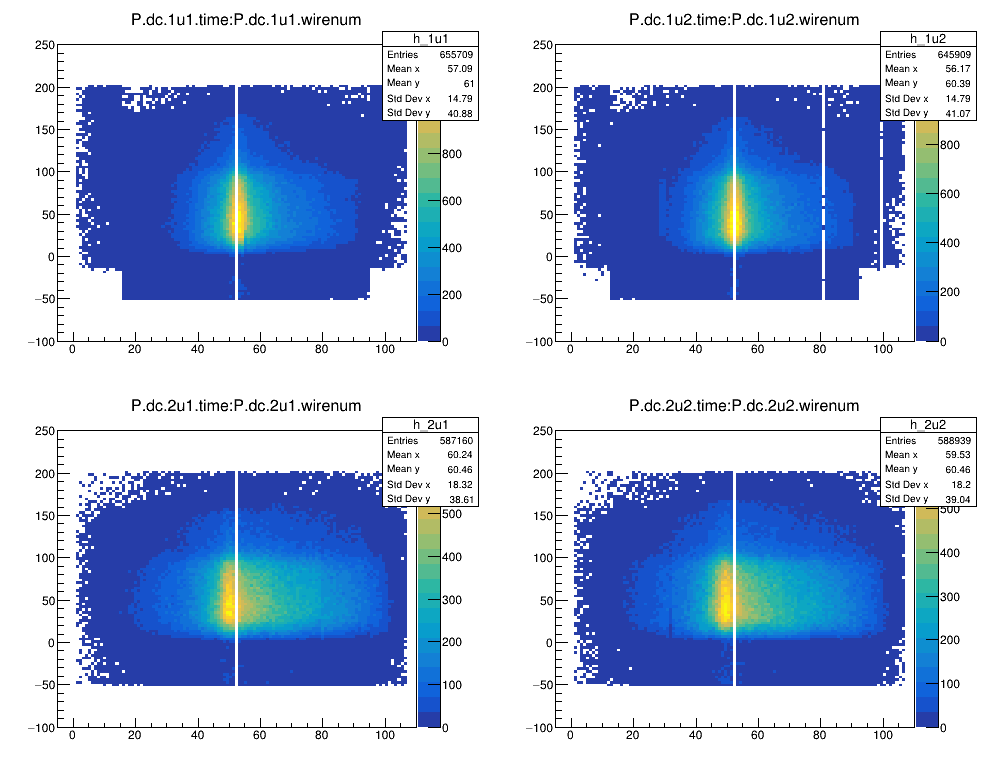 P.dc.1u1.time:P.dc.1u1.wirenum
h_1u1
Entries 655709
Mean x 57.09
Mean y 61
Std Dev x 14.79
Std Dev y 40.88
250
200
150
100
50
0
−50
−100
0 20 40 60 80 100
800
600
400
200
0
P.dc.1u2.time:P.dc.1u2.wirenum
h_1u2
Entries 645909
Mean x 56.17
Mean y 60.39
Std Dev x 14.79
Std Dev y 41.07
250
200
150
100
50
0
−50
−100
0 20 40 60 80 100
800
600
400
200
0
P.dc.2u1.time:P.dc.2u1.wirenum
h_2u1
Entries 587160
Mean x 60.24
Mean y 60.46
Std Dev x 18.32
Std Dev y 38.61
250
200
150
100
50
0
−50
−100
0 20 40 60 80 100
500
400
300
200
100
0
P.dc.2u2.time:P.dc.2u2.wirenum
h_2u2
Entries 588939
Mean x 59.53
Mean y 60.46
Std Dev x 18.2
Std Dev y 39.04
250
200
150
100
50
0
−50
−100
0 20 40 60 80 100
500
400
300
200
100
0